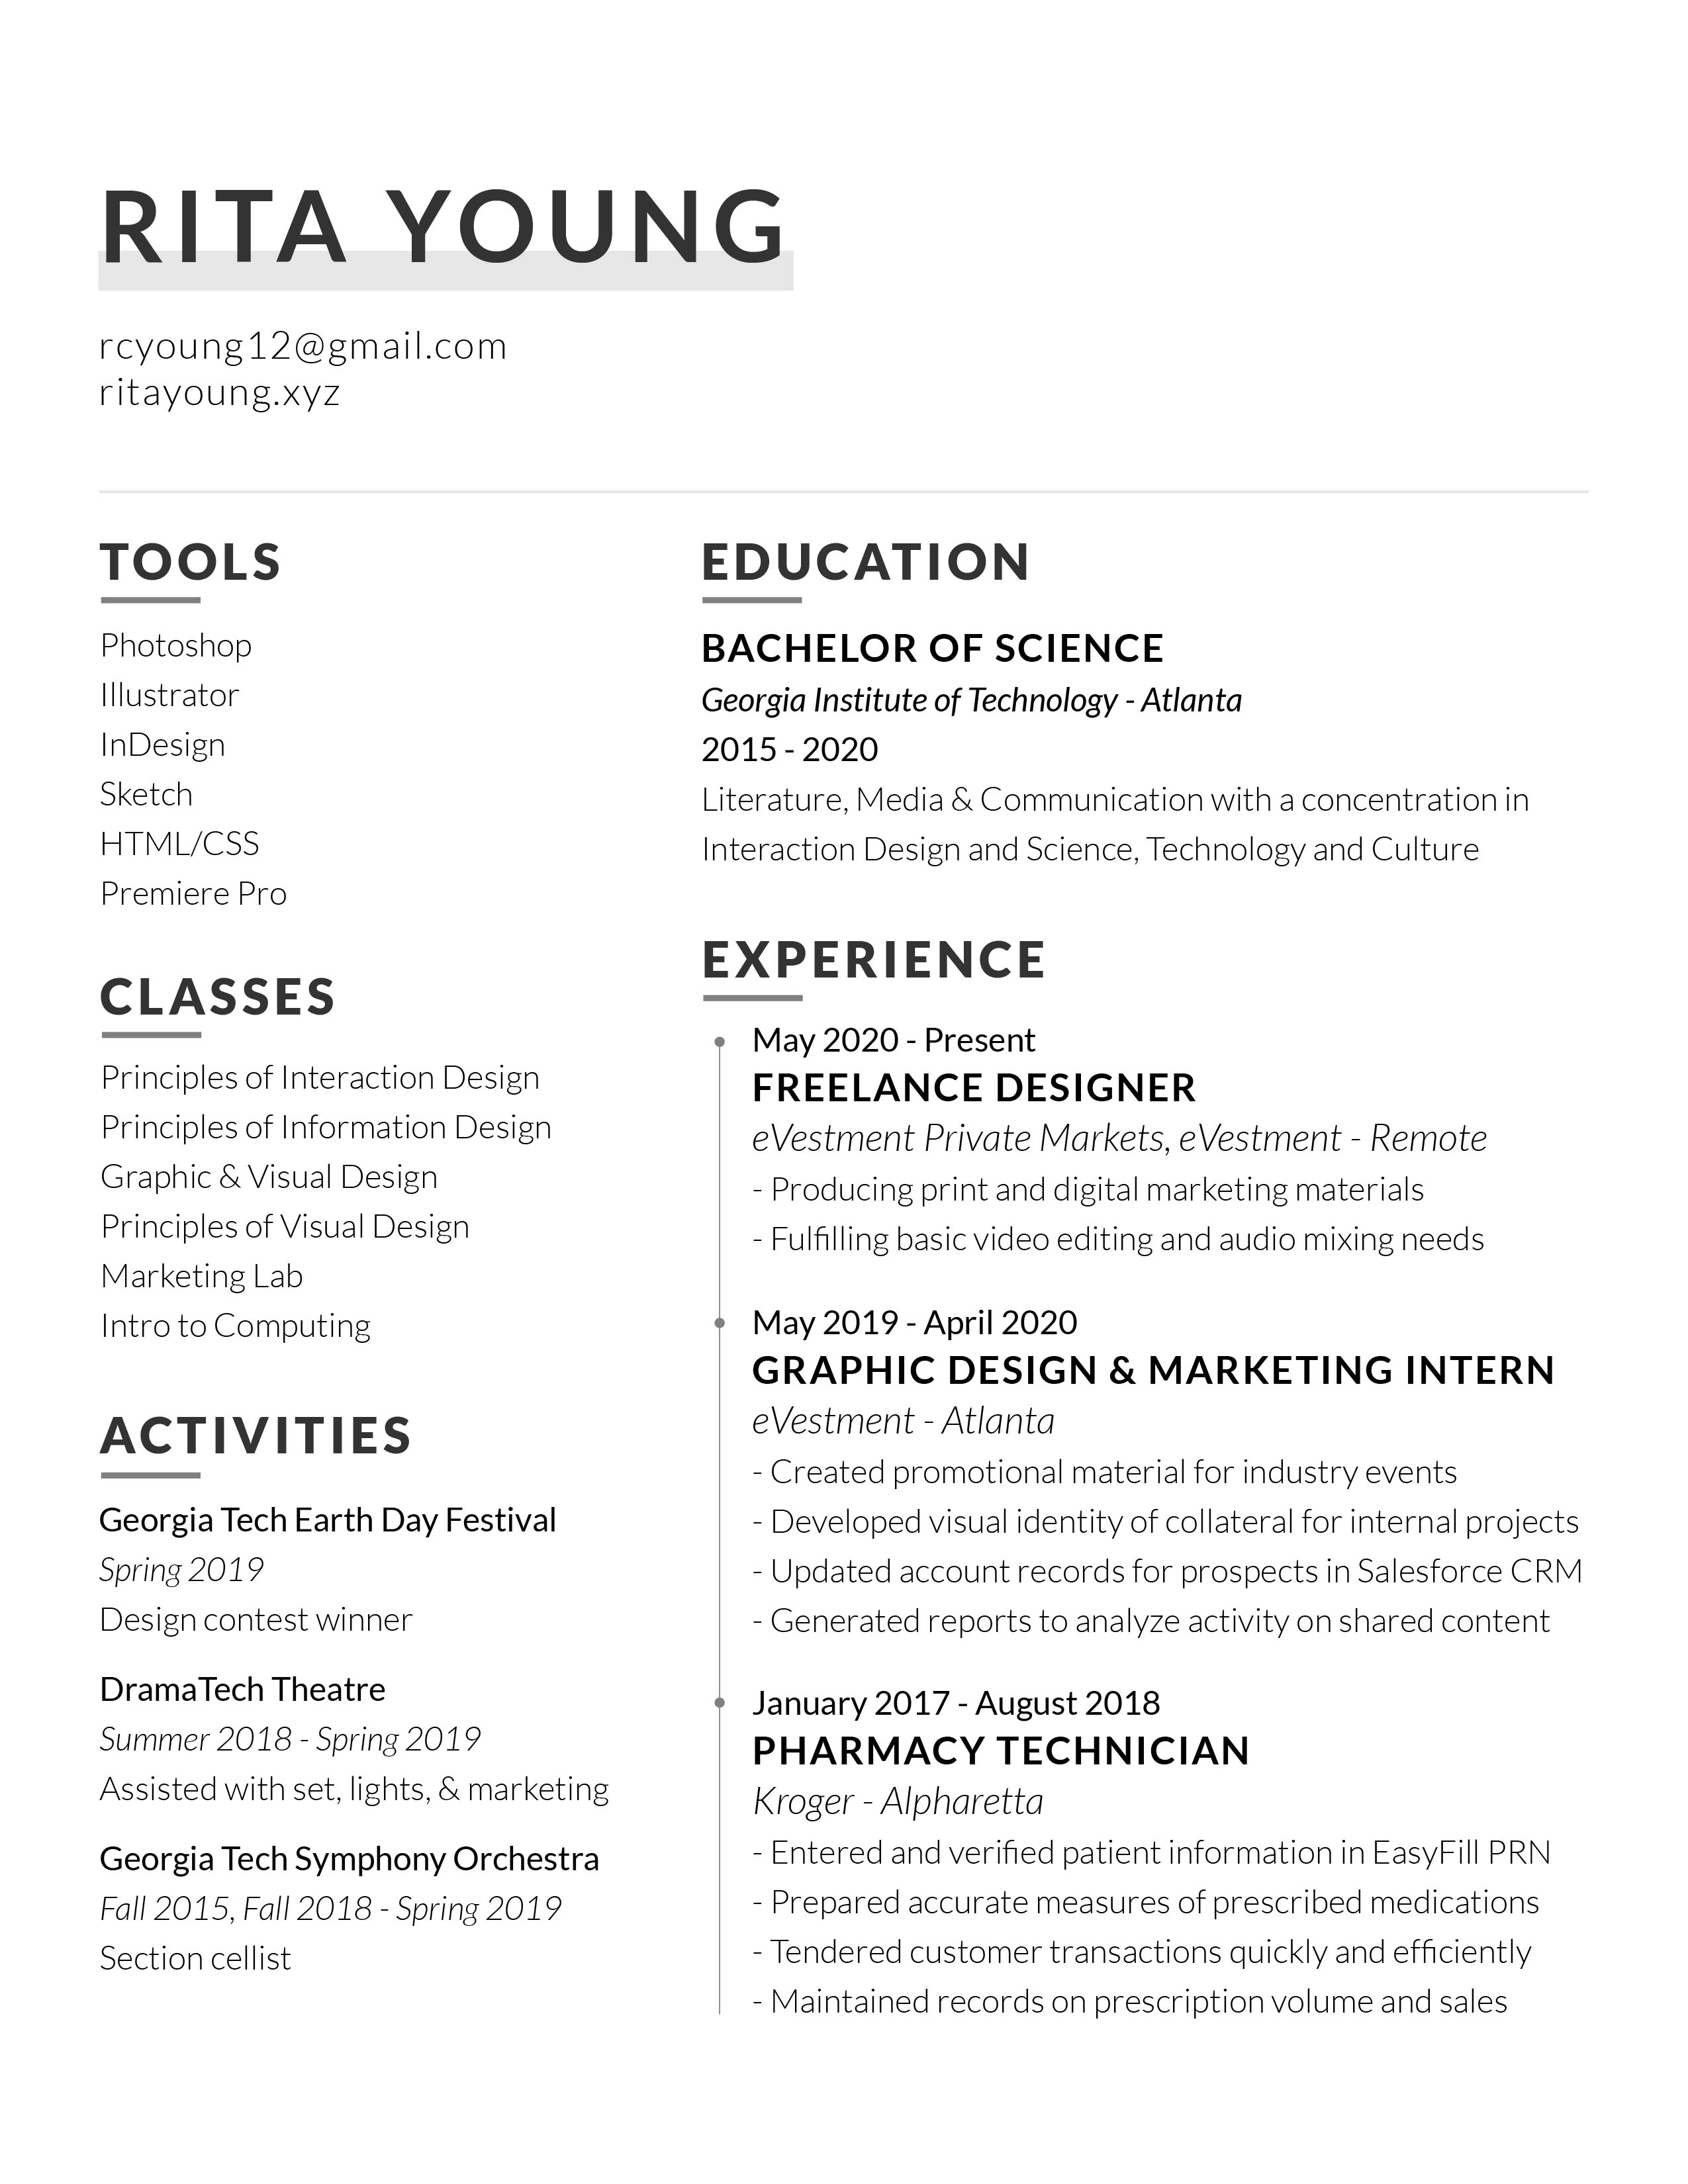 RITA YOUNG
rcyoung12@gmail.com
ritayoung.xyz
TOOLS
Photoshop
Illustrator
InDesign
Sketch
HTML/CSS
Premiere Pro
CLASSES
Principles of Interaction Design
Principles of Information Design
Graphic & Visual Design
Principles of Visual Design
Marketing Lab
Intro to Computing
ACTIVITIES
Georgia Tech Earth Day Festival
Spring 2019
Design contest winner
DramaTech Theatre
Summer 2018 - Spring 2019
Assisted with set, lights, & marketing
Georgia Tech Symphony Orchestra
Fall 2015, Fall 2018 - Spring 2019
Section cellist
EDUCATION
BACHELOR OF SCIENCE
Georgia Institute of Technology - Atlanta
2015 - 2020
Literature, Media & Communication with a concentration in
Interaction Design and Science, Technology and Culture
EXPERIENCE
May 2020 - Present
FREELANCE DESIGNER
eVestment Private Markets, eVestment - Remote
- Producing print and digital marketing materials
- Fulfilling basic video editing and audio mixing needs
May 2019 - April 2020
GRAPHIC DESIGN & MARKETING INTERN
eVestment - Atlanta
- Created promotional material for industry events
- Developed visual identity of collateral for internal projects
- Updated account records for prospects in Salesforce CRM
- Generated reports to analyze activity on shared content
January 2017 - August 2018
PHARMACY TECHNICIAN
Kroger - Alpharetta
- Entered and verified patient information in EasyFill PRN
- Prepared accurate measures of prescribed medications
- Tendered customer transactions quickly and efficiently
- Maintained records on prescription volume and sales